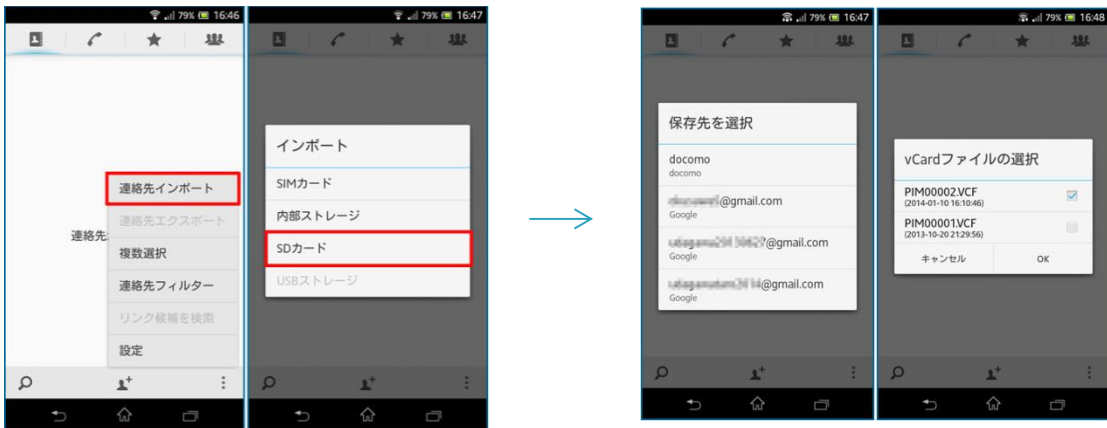 79% 16:46
連絡先
連絡先インポート
連絡先エクスポート
複数選択
連絡先フィルター
リンク候補を検索
設定
79% 16:47
インポート
SIMカード
内部ストレージ
SDカード
USBストレージ
79% 16:47
保存先を選択
docomo
docomo
@gmail.com
Google
@gmail.com
Google
@gmail.com
Google
79% 16:48
vCardファイルの選択
PIM00002.VCF
(2014-01-10 16:10:46)
PIM00001.VCF
(2013-10-20 21:29:56)
キャンセル OK